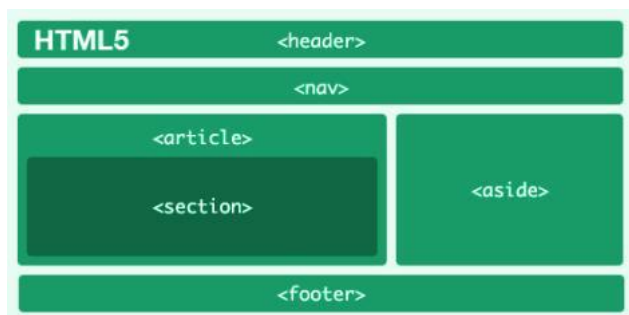 HTML5 <header>
<nav>
<article>
<section>
<aside>
<footer>